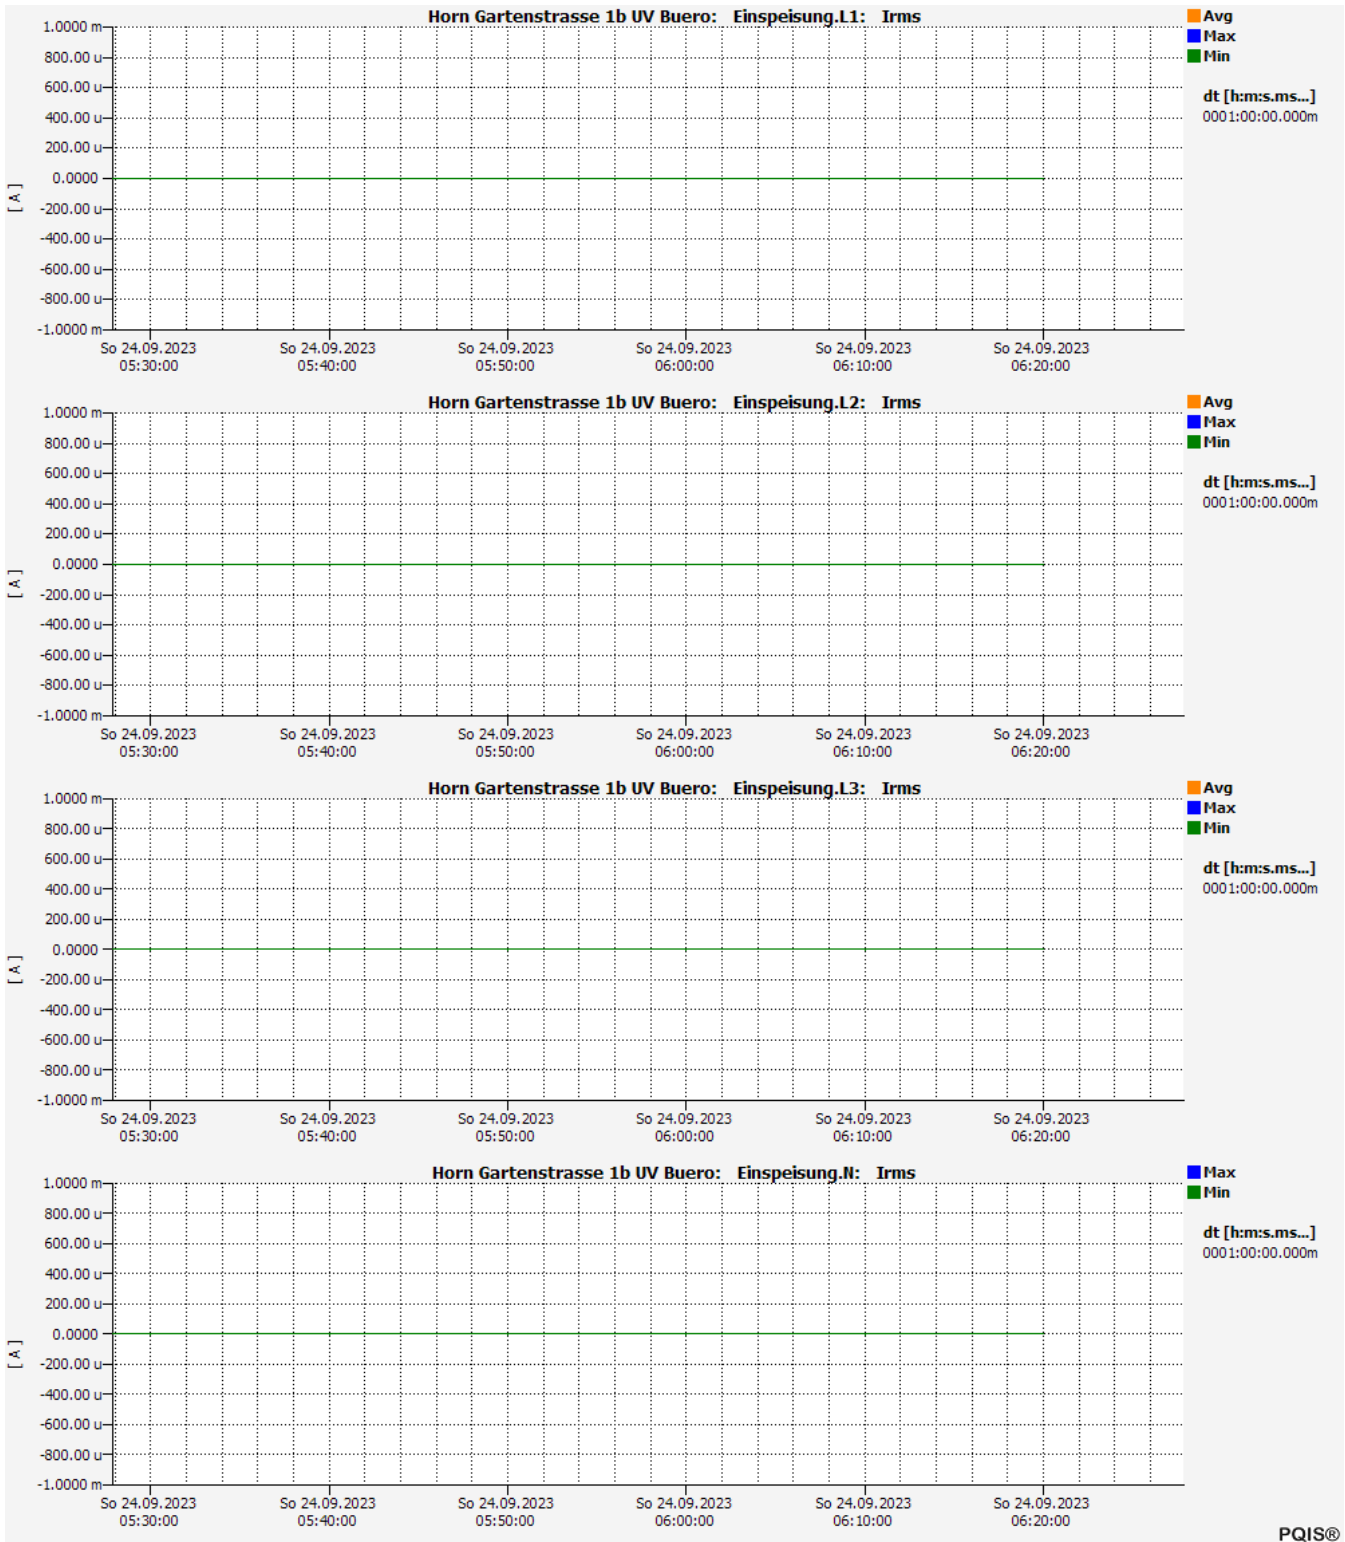 Horn Gartenstrasse 1b UV Buero: Einspeisung.L1: Irms
1.0000 m
800.00 u
600.00 u
400.00 u
200.00 u
0.0000
-200.00 u
-400.00 u
-600.00 u
-800.00 u
-1.0000 m
[ A ]
So 24.09.2023 So 24.09.2023 So 24.09.2023 So 24.09.2023 So 24.09.2023 So 24.09.2023
05:30:00 05:40:00 05:50:00 06:00:00 06:10:00 06:20:00
Avg
Max
Min
dt [h:m:s.ms...]
0001:00:00.000m
Horn Gartenstrasse 1b UV Buero: Einspeisung.L2: Irms
1.0000 m
800.00 u
600.00 u
400.00 u
200.00 u
0.0000
-200.00 u
-400.00 u
-600.00 u
-800.00 u
-1.0000 m
[ A ]
So 24.09.2023 So 24.09.2023 So 24.09.2023 So 24.09.2023 So 24.09.2023 So 24.09.2023
05:30:00 05:40:00 05:50:00 06:00:00 06:10:00 06:20:00
Avg
Max
Min
dt [h:m:s.ms...]
0001:00:00.000m
Horn Gartenstrasse 1b UV Buero: Einspeisung.L3: Irms
1.0000 m
800.00 u
600.00 u
400.00 u
200.00 u
0.0000
-200.00 u
-400.00 u
-600.00 u
-800.00 u
-1.0000 m
[ A ]
So 24.09.2023 So 24.09.2023 So 24.09.2023 So 24.09.2023 So 24.09.2023 So 24.09.2023
05:30:00 05:40:00 05:50:00 06:00:00 06:10:00 06:20:00
Avg
Max
Min
dt [h:m:s.ms...]
0001:00:00.000m
Horn Gartenstrasse 1b UV Buero: Einspeisung.N: Irms
1.0000 m
800.00 u
600.00 u
400.00 u
200.00 u
0.0000
-200.00 u
-400.00 u
-600.00 u
-800.00 u
-1.0000 m
[ A ]
So 24.09.2023 So 24.09.2023 So 24.09.2023 So 24.09.2023 So 24.09.2023 So 24.09.2023
05:30:00 05:40:00 05:50:00 06:00:00 06:10:00 06:20:00
Max
Min
dt [h:m:s.ms...]
0001:00:00.000m
PQIS®